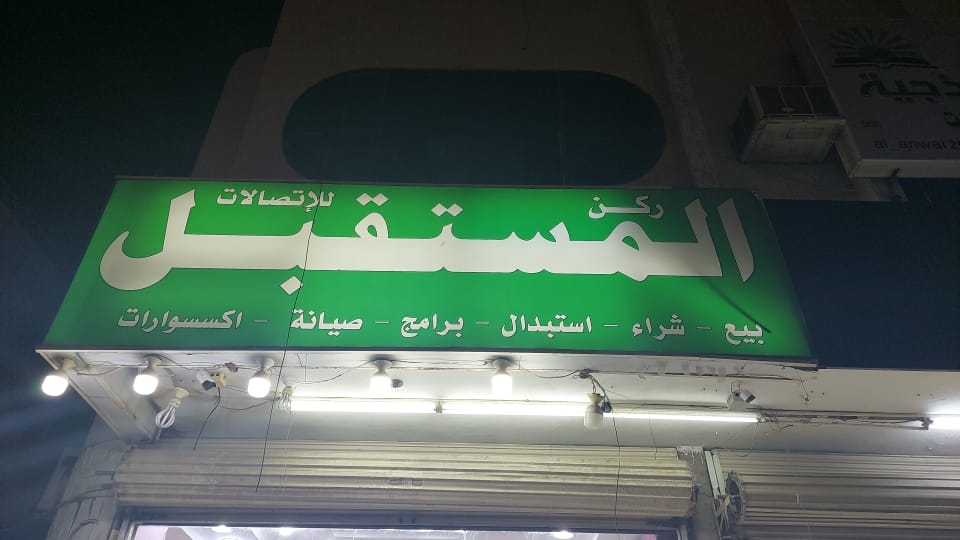 ركن المستقبل للإتصالات
بيع - شراء - استبدال - برامج - صيانة - اكسسوارات